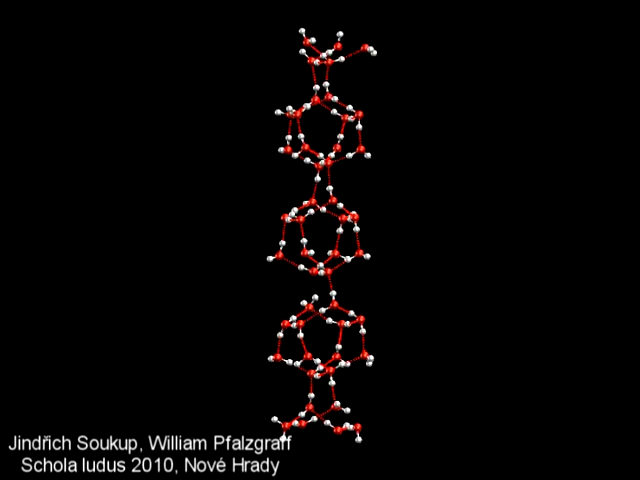 Jindřich Soukup, William Pfalzgraff
Schola ludus 2010, Nové Hrady